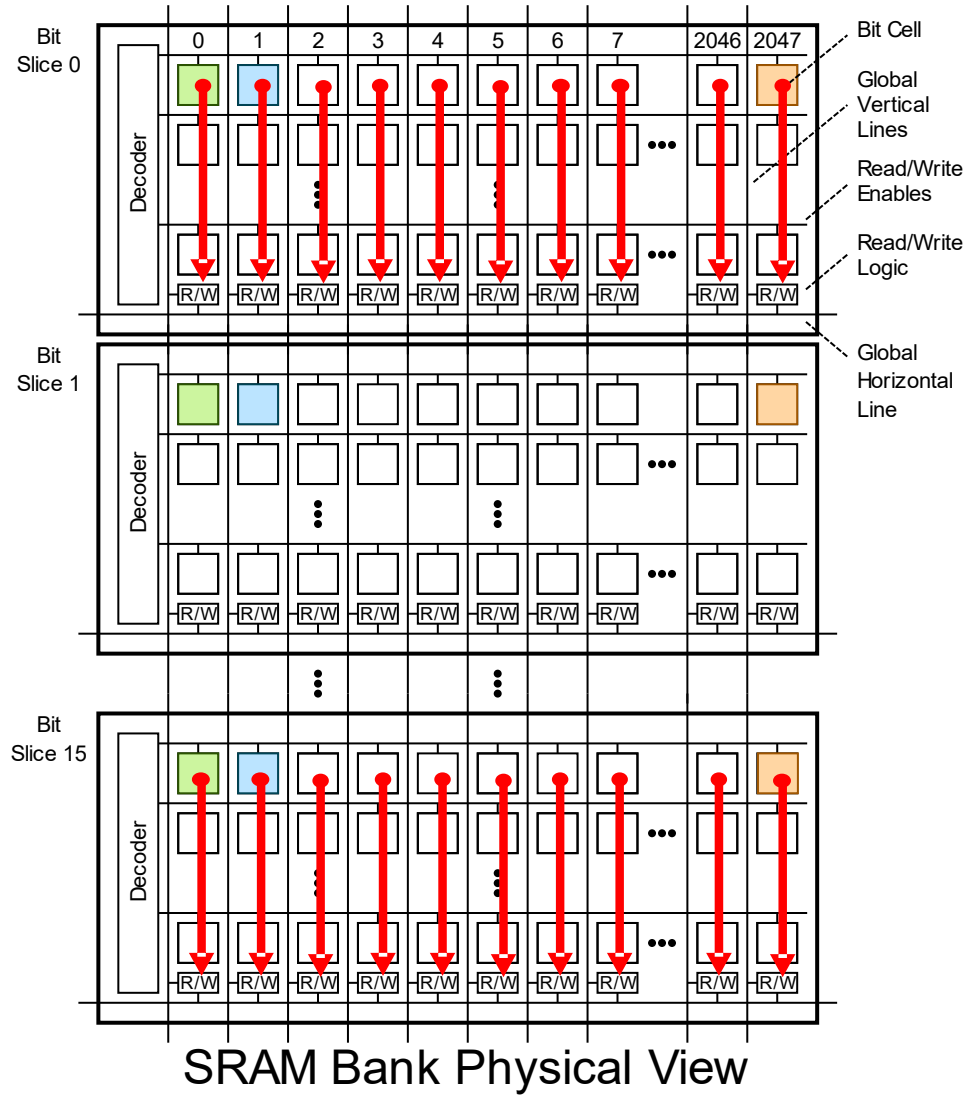 Bit
Slice 0
0 1 2 3 4 5 6 7 2046 2047
Decoder
R/W R/W R/W R/W R/W R/W R/W R/W R/W R/W
Bit Cell
Global
Vertical
Lines
Read/Write
Enables
Read/Write
Logic
Global
Horizontal
Line
Bit
Slice 1
Decoder
R/W R/W R/W R/W R/W R/W R/W R/W R/W R/W
Bit
Slice 15
Decoder
R/W R/W R/W R/W R/W R/W R/W R/W R/W R/W
SRAM Bank Physical View